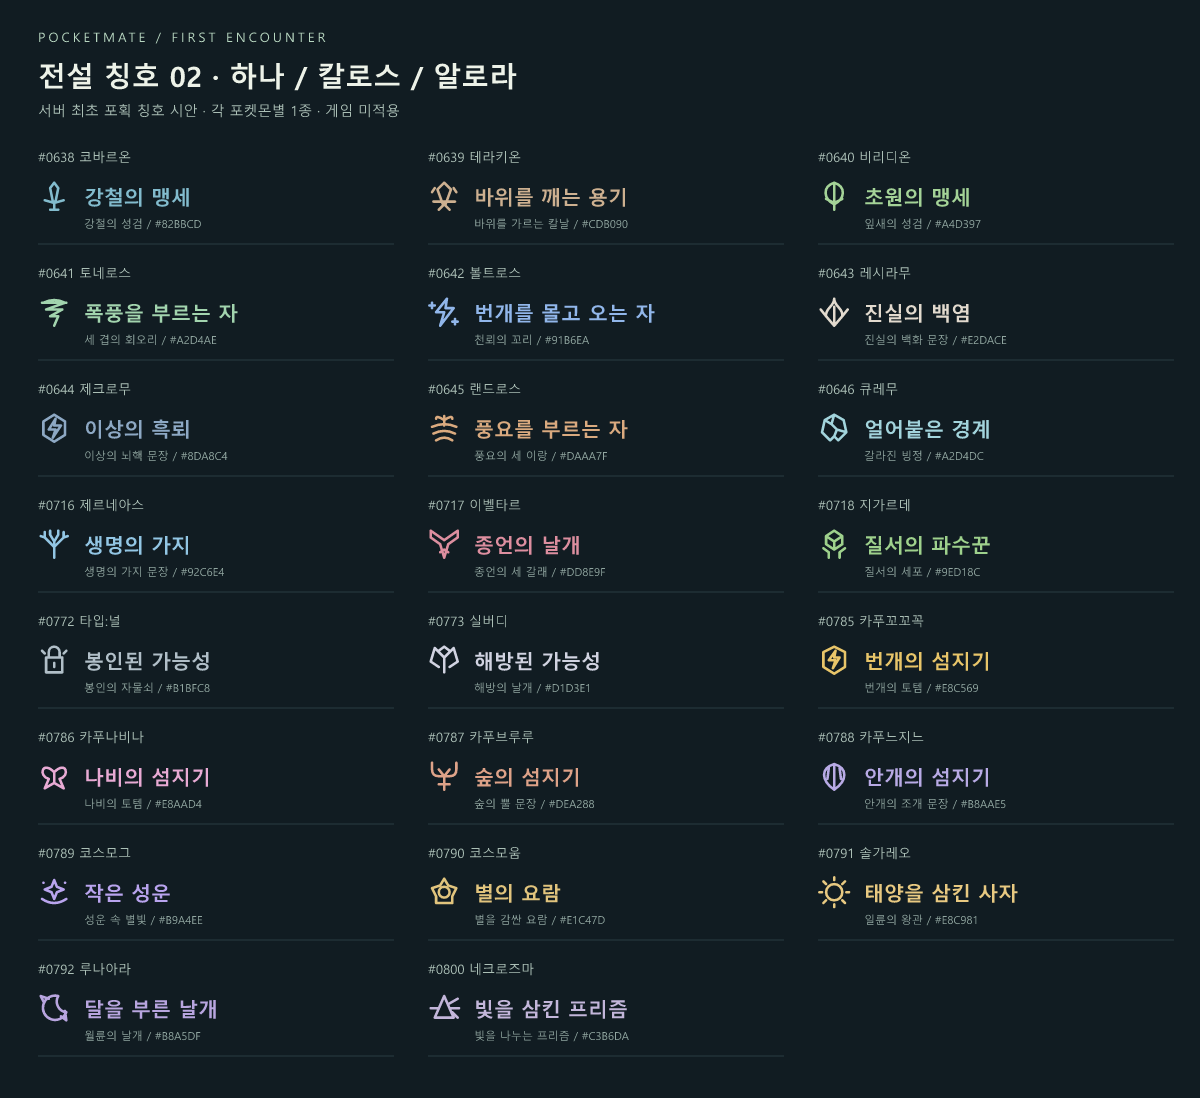 POCKETMATE / FIRST ENCOUNTER
전설 칭호 02 · 하나 / 칼로스 / 알로라
서버 최초 포획 칭호 시안 · 각 포켓몬별 1종 · 게임 미적용
#0638 코바르온
강철의 맹세
강철의 성검 / #82BBCD
#0639 테라키온
바위를 깨는 용기
바위를 가르는 칼날 / #CDB090
#0640 비리디온
초원의 맹세
잎새의 성검 / #A4D397
#0641 토네로스
폭풍을 부르는 자
세 겹의 회오리 / #A2D4AE
#0642 볼트로스
번개를 몰고 오는 자
천뢰의 꼬리 / #91B6EA
#0643 레시라무
진실의 백염
진실의 백화 문장 / #E2DACE
#0644 제크로무
이상의 흑뢰
이상의 뇌핵 문장 / #8DA8C4
#0645 랜드로스
풍요를 부르는 자
풍요의 세 이랑 / #DAAA7F
#0646 큐레무
얼어붙은 경계
갈라진 빙정 / #A2D4DC
#0716 제르네아스
생명의 가지
생명의 가지 문장 / #92C6E4
#0717 이벨타르
종언의 날개
종언의 세 갈래 / #DD8E9F
#0718 지가르데
질서의 파수꾼
질서의 세포 / #9ED18C
#0772 타입:널
봉인된 가능성
봉인의 자물쇠 / #B1BFC8
#0773 실버디
해방된 가능성
해방의 날개 / #D1D3E1
#0785 카푸꼬꼬꼭
번개의 섬지기
번개의 토템 / #E8C569
#0786 카푸나비나
나비의 섬지기
나비의 토템 / #E8AAD4
#0787 카푸브루루
숲의 섬지기
숲의 뿔 문장 / #DEA288
#0788 카푸느지느
안개의 섬지기
안개의 조개 문장 / #B8AAE5
#0789 코스모그
작은 성운
성운 속 별빛 / #B9A4EE
#0790 코스모움
별의 요람
별을 감싼 요람 / #E1C47D
#0791 솔가레오
태양을 삼킨 사자
일륜의 왕관 / #E8C981
#0792 루나아라
달을 부른 날개
월륜의 날개 / #B8A5DF
#0800 네크로즈마
빛을 삼킨 프리즘
빛을 나누는 프리즘 / #C3B6DA